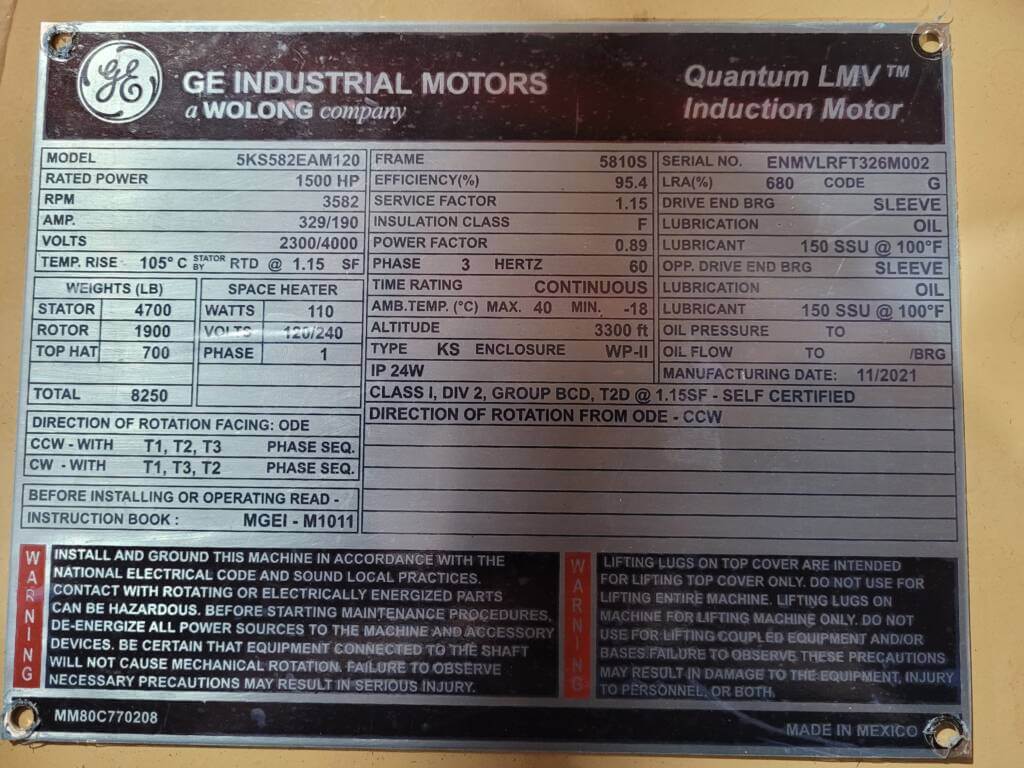 GE
GE INDUSTRIAL MOTORS
a WOLONG company
Quantum LMV™
Induction Motor
MODEL 5KS582EAM120
RATED POWER 1500 HP
RPM 3582
AMP. 329/190
VOLTS 2300/4000
TEMP. RISE 105° C STATOR BY RTD @ 1.15 SF
WEIGHTS (LB)
STATOR 4700
ROTOR 1900
TOP HAT 700
TOTAL 8250
SPACE HEATER
WATTS 110
VOLTS 120/240
PHASE 1
DIRECTION OF ROTATION FACING: ODE
CCW - WITH T1, T2, T3 PHASE SEQ.
CW - WITH T1, T3, T2 PHASE SEQ.
BEFORE INSTALLING OR OPERATING READ -
INSTRUCTION BOOK : MGEI - M1011
FRAME 5810S
EFFICIENCY(%) 95.4
SERVICE FACTOR 1.15
INSULATION CLASS F
POWER FACTOR 0.89
PHASE 3 HERTZ 60
TIME RATING CONTINUOUS
AMB.TEMP. (°C) MAX. 40 MIN. -18
ALTITUDE 3300 ft
TYPE KS ENCLOSURE WP-II
IP 24W
SERIAL NO. ENMVLRFT326M002
LRA(%) 680 CODE G
DRIVE END BRG SLEEVE
LUBRICATION OIL
LUBRICANT 150 SSU @ 100°F
OPP. DRIVE END BRG SLEEVE
LUBRICATION OIL
LUBRICANT 150 SSU @ 100°F
OIL PRESSURE TO
OIL FLOW TO /BRG
MANUFACTURING DATE: 11/2021
CLASS I, DIV 2, GROUP BCD, T2D @ 1.15SF - SELF CERTIFIED
DIRECTION OF ROTATION FROM ODE - CCW
WARNING
INSTALL AND GROUND THIS MACHINE IN ACCORDANCE WITH THE
NATIONAL ELECTRICAL CODE AND SOUND LOCAL PRACTICES.
CONTACT WITH ROTATING OR ELECTRICALLY ENERGIZED PARTS
CAN BE HAZARDOUS. BEFORE STARTING MAINTENANCE PROCEDURES,
DE-ENERGIZE ALL POWER SOURCES TO THE MACHINE AND ACCESSORY
DEVICES. BE CERTAIN THAT EQUIPMENT CONNECTED TO THE SHAFT
WILL NOT CAUSE MECHANICAL ROTATION. FAILURE TO OBSERVE
NECESSARY PRECAUTIONS MAY RESULT IN SERIOUS INJURY.
WARNING
LIFTING LUGS ON TOP COVER ARE INTENDED
FOR LIFTING TOP COVER ONLY. DO NOT USE FOR
LIFTING ENTIRE MACHINE. LIFTING LUGS ON
MACHINE FOR LIFTING MACHINE ONLY. DO NOT
USE FOR LIFTING COUPLED EQUIPMENT AND/OR
BASES.FAILURE TO OBSERVE THESE PRECAUTIONS
MAY RESULT IN DAMAGE TO THE EQUIPMENT, INJURY
TO PERSONNEL, OR BOTH.
MM80C770208
MADE IN MEXICO